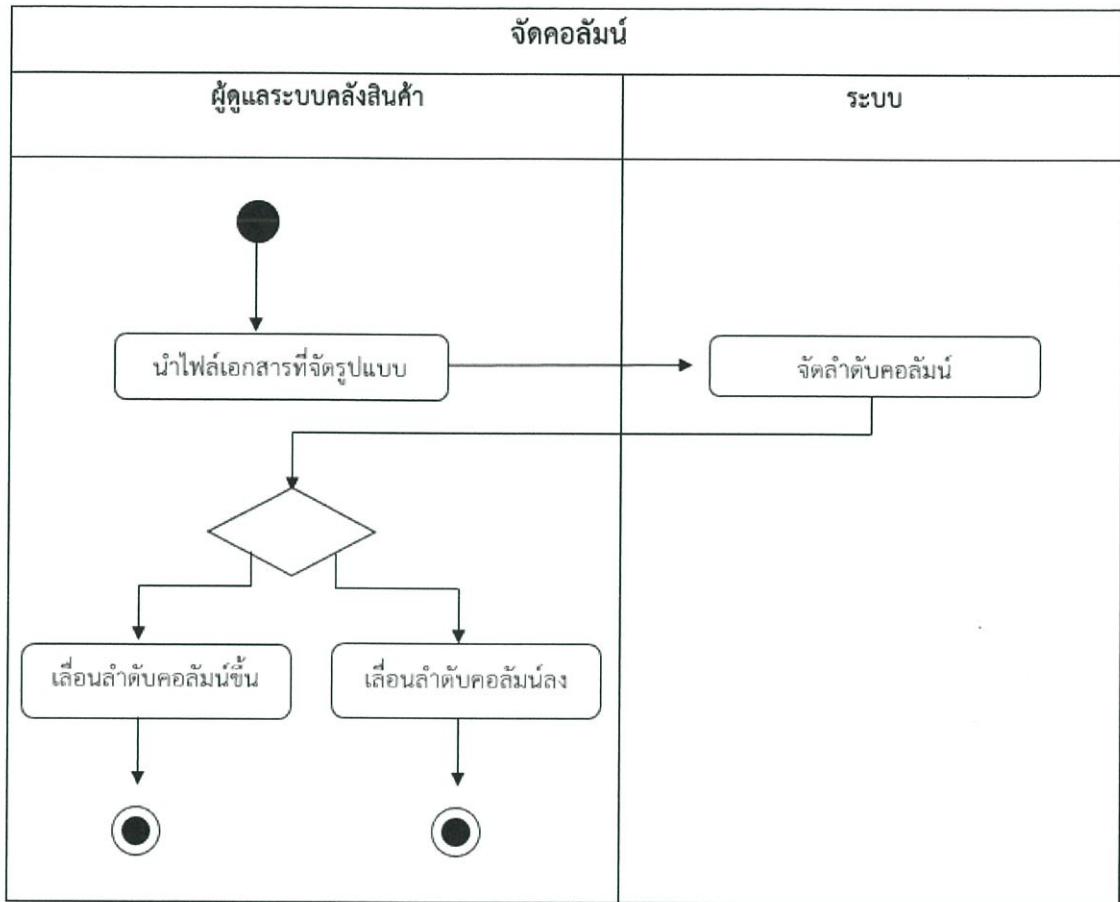 จัดคอลัมน์
ผู้ดูแลระบบคลังสินค้า
ระบบ
นำไฟล์เอกสารที่จัดรูปแบบ
จัดลำดับคอลัมน์
เลื่อนลำดับคอลัมน์ขึ้น
เลื่อนลำดับคอลัมน์ลง